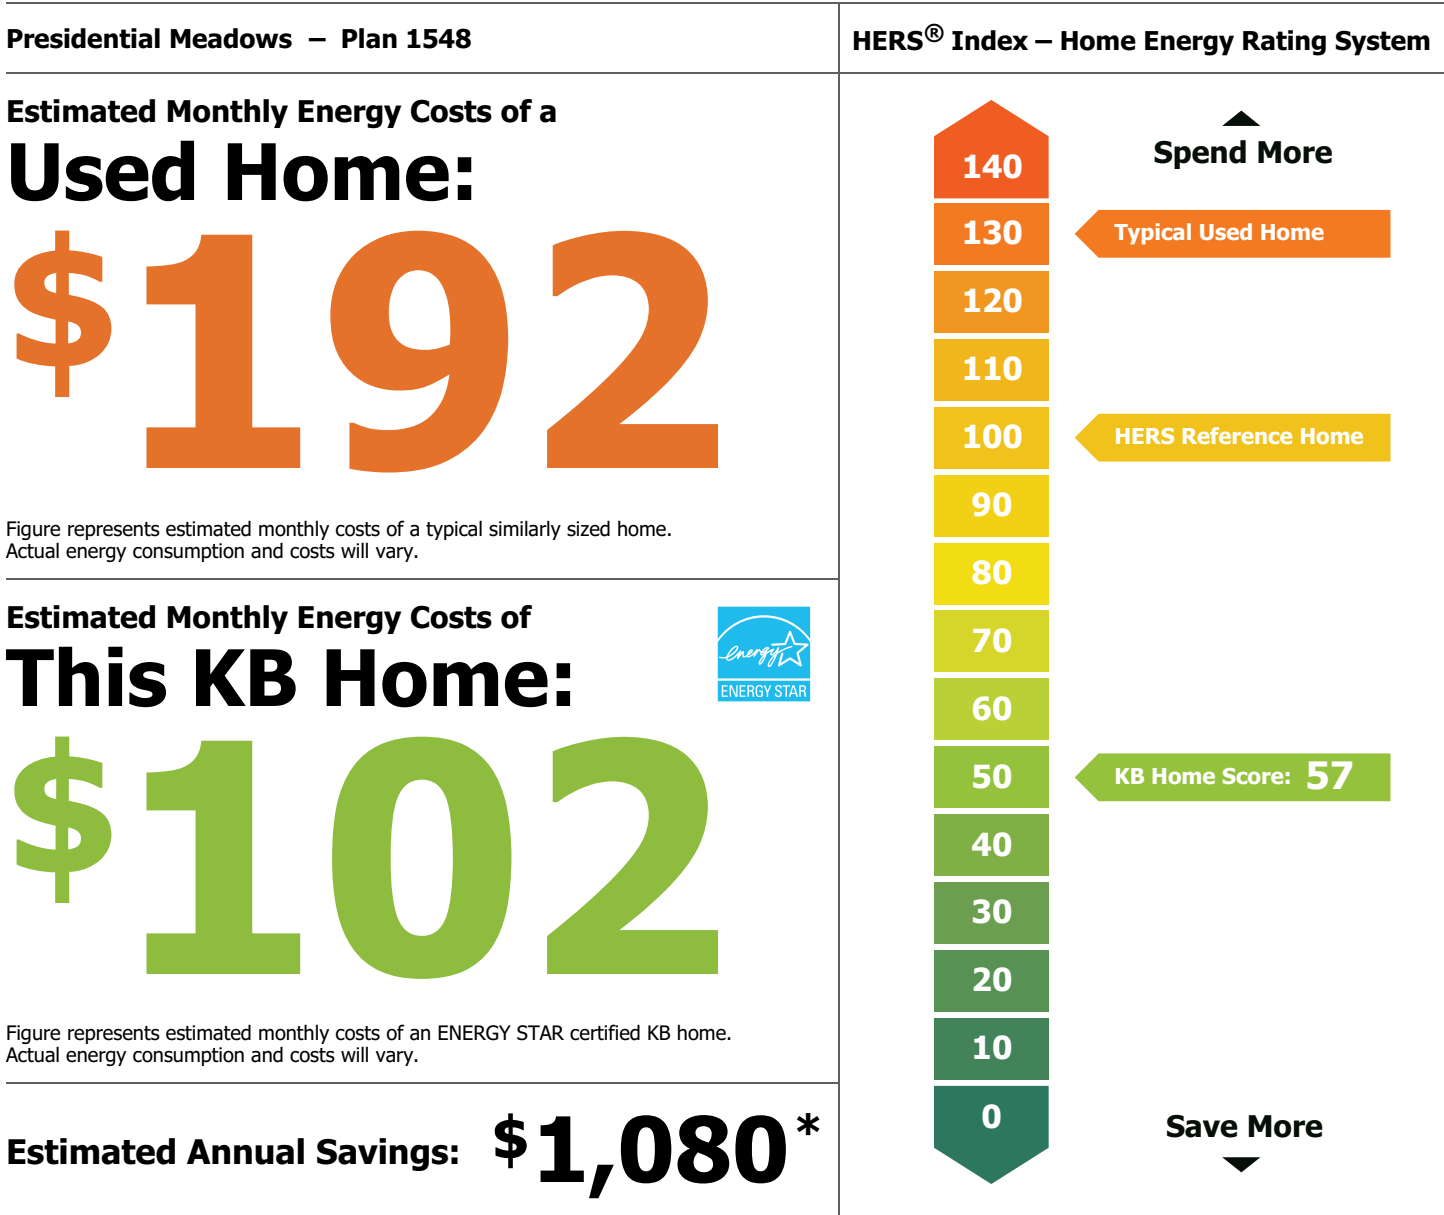 Presidential Meadows – Plan 1548
Estimated Monthly Energy Costs of a
Used Home:
$192
Figure represents estimated monthly costs of a typical similarly sized home.
Actual energy consumption and costs will vary.
Estimated Monthly Energy Costs of
This KB Home:
energy
ENERGY STAR
$102
Figure represents estimated monthly costs of an ENERGY STAR certified KB home.
Actual energy consumption and costs will vary.
Estimated Annual Savings: $1,080*
HERS® Index – Home Energy Rating System
Spend More
140
130 Typical Used Home
120
110
100 HERS Reference Home
90
80
70
60
50 KB Home Score: 57
40
30
20
10
0
Save More